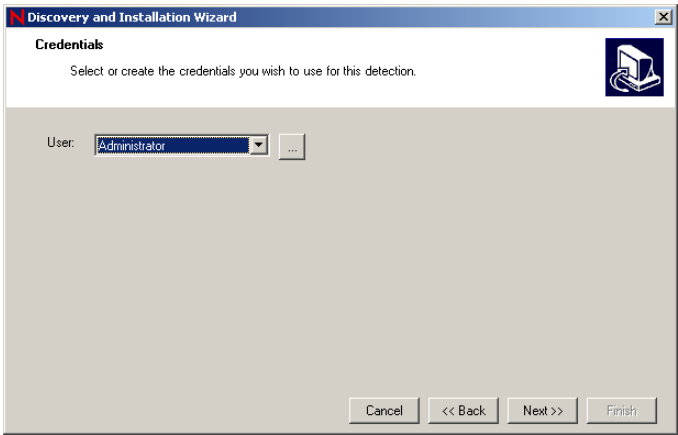 Discovery and Installation Wizard
Credentials
Select or create the credentials you wish to use for this detection.
User: Administrator ...
Cancel << Back Next >> Finish